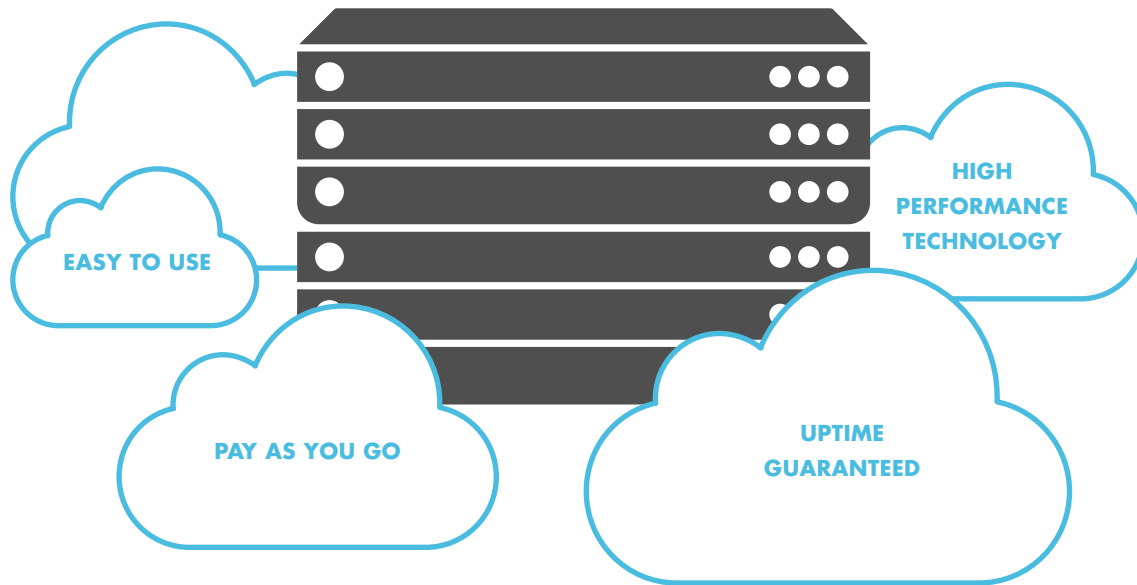 HIGH
PERFORMANCE
TECHNOLOGY
EASY TO USE
PAY AS YOU GO
UPTIME
GUARANTEED